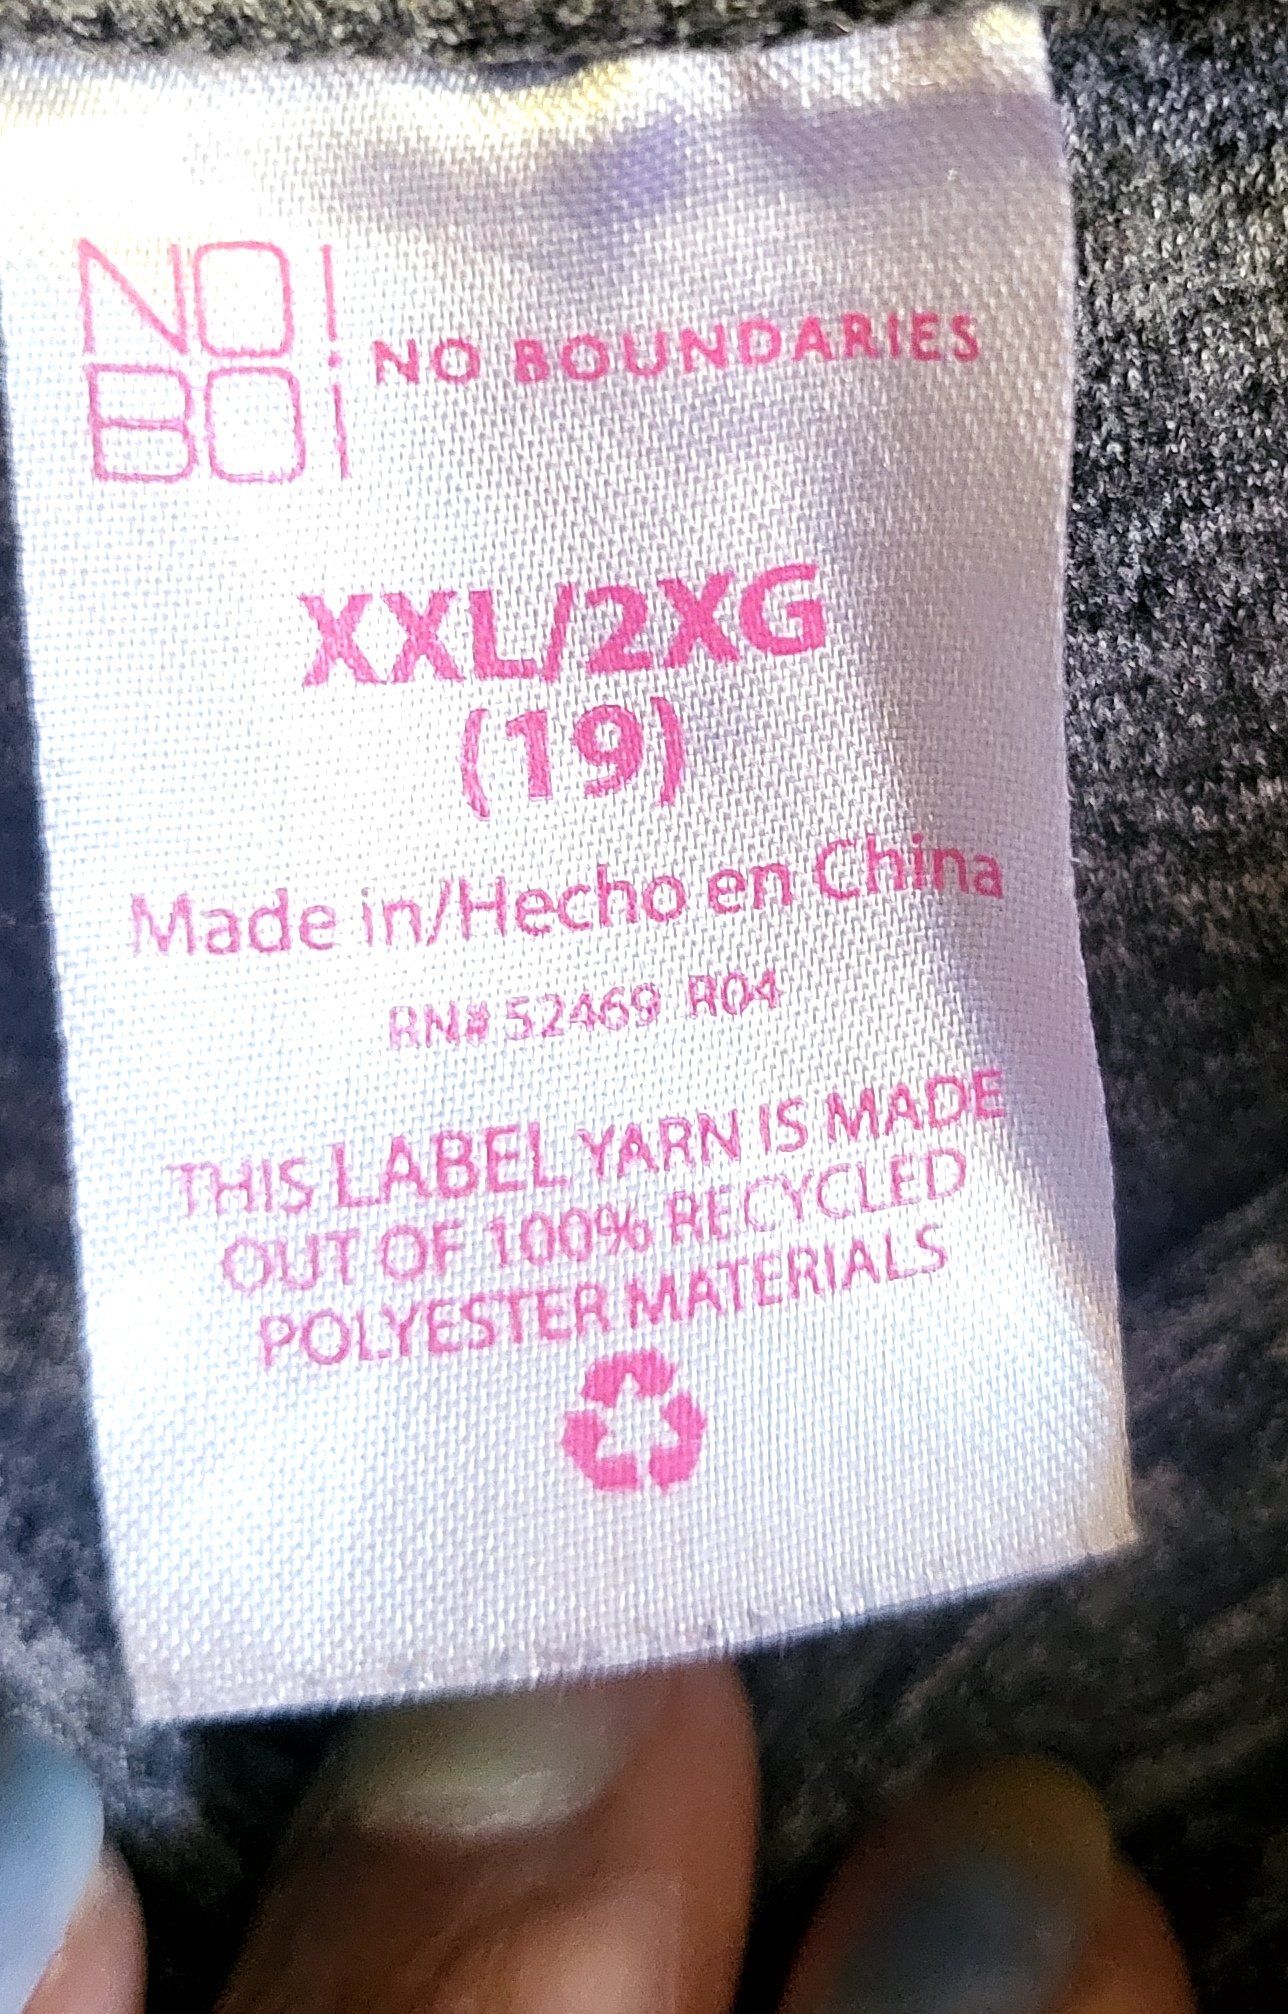 NO!
BO!
NO BOUNDARIES
XXL/2XG
(19)
Made in/Hecho en China
RN# 52469 R04
THIS LABEL YARN IS MADE
OUT OF 100% RECYCLED
POLYESTER MATERIALS